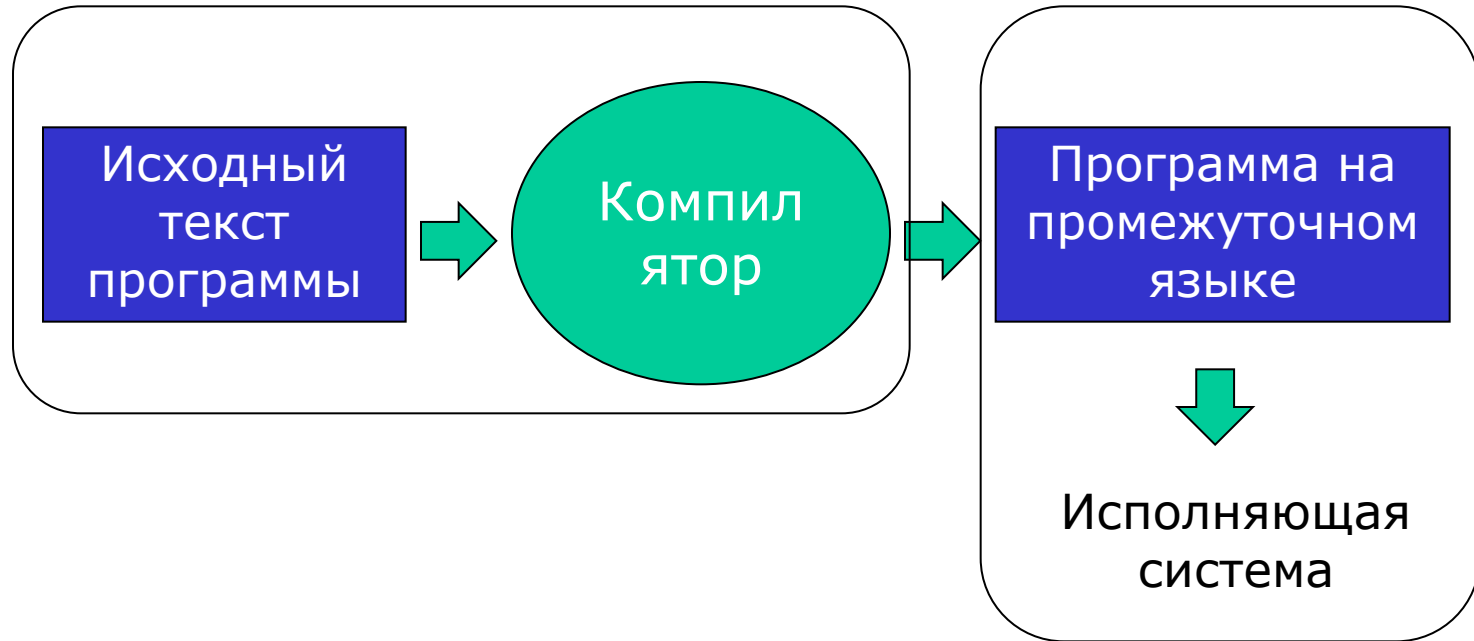 Исходный
текст
программы
Компил
ятор
Программа на
промежуточном
языке
Исполняющая
система